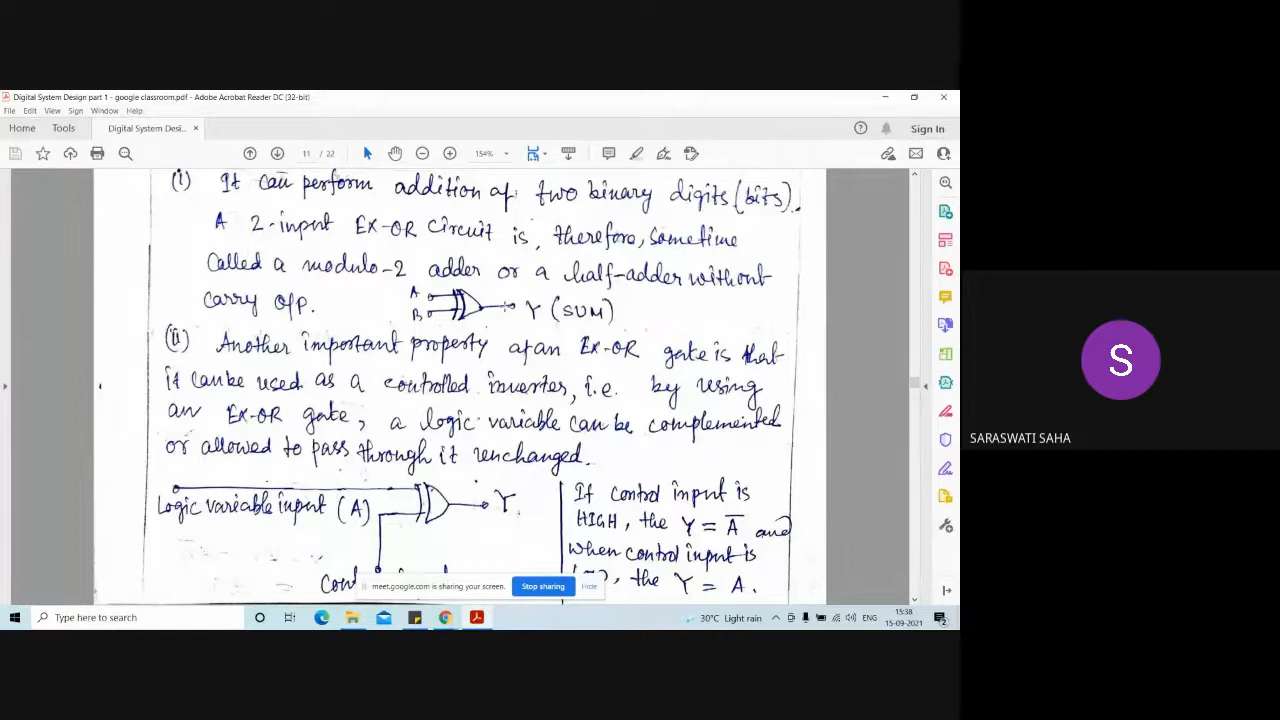 Digital System Design part 1 - google classroom.pdf - Adobe Acrobat Reader DC (32-bit)
File Edit View Sign Window Help
Home Tools Digital System Desi... × Sign In
11 / 22 154%
(i) It can perform addition of two binary digits (bits).
A 2-input EX-OR circuit is, therefore, sometime
called a modulo-2 adder or a half-adder without
carry o/p.
A
B
Y (SUM)
(ii) Another important property of an EX-OR gate is that
it can be used as a controlled inverter, i.e. by using
an EX-OR gate, a logic variable can be complemented
or allowed to pass through it unchanged.
Logic variable input (A)
Y
Cont
If control input is
HIGH, the Y = A̅ and
when control input is
the Y = A.
meet.google.com is sharing your screen. Stop sharing Hide
S
SARASWATI SAHA
Type here to search
30°C Light rain ENG
15:38
15-09-2021
2